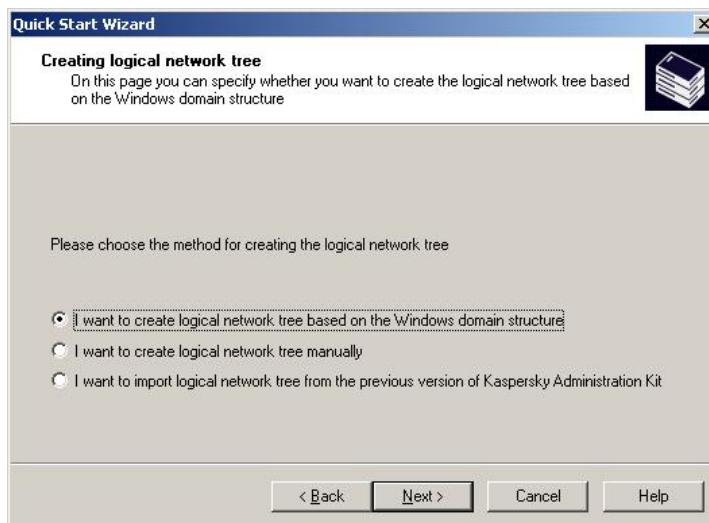 Quick Start Wizard
Creating logical network tree
On this page you can specify whether you want to create the logical network tree based
on the Windows domain structure
Please choose the method for creating the logical network tree
I want to create logical network tree based on the Windows domain structure
I want to create logical network tree manually
I want to import logical network tree from the previous version of Kaspersky Administration Kit
< Back Next > Cancel Help